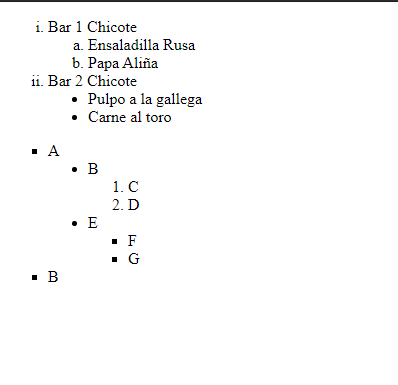 i. Bar 1 Chicote
a. Ensaladilla Rusa
b. Papa Aliña
ii. Bar 2 Chicote
• Pulpo a la gallega
• Carne al toro
▪ A
• B
1. C
2. D
• E
▪ F
▪ G
▪ B